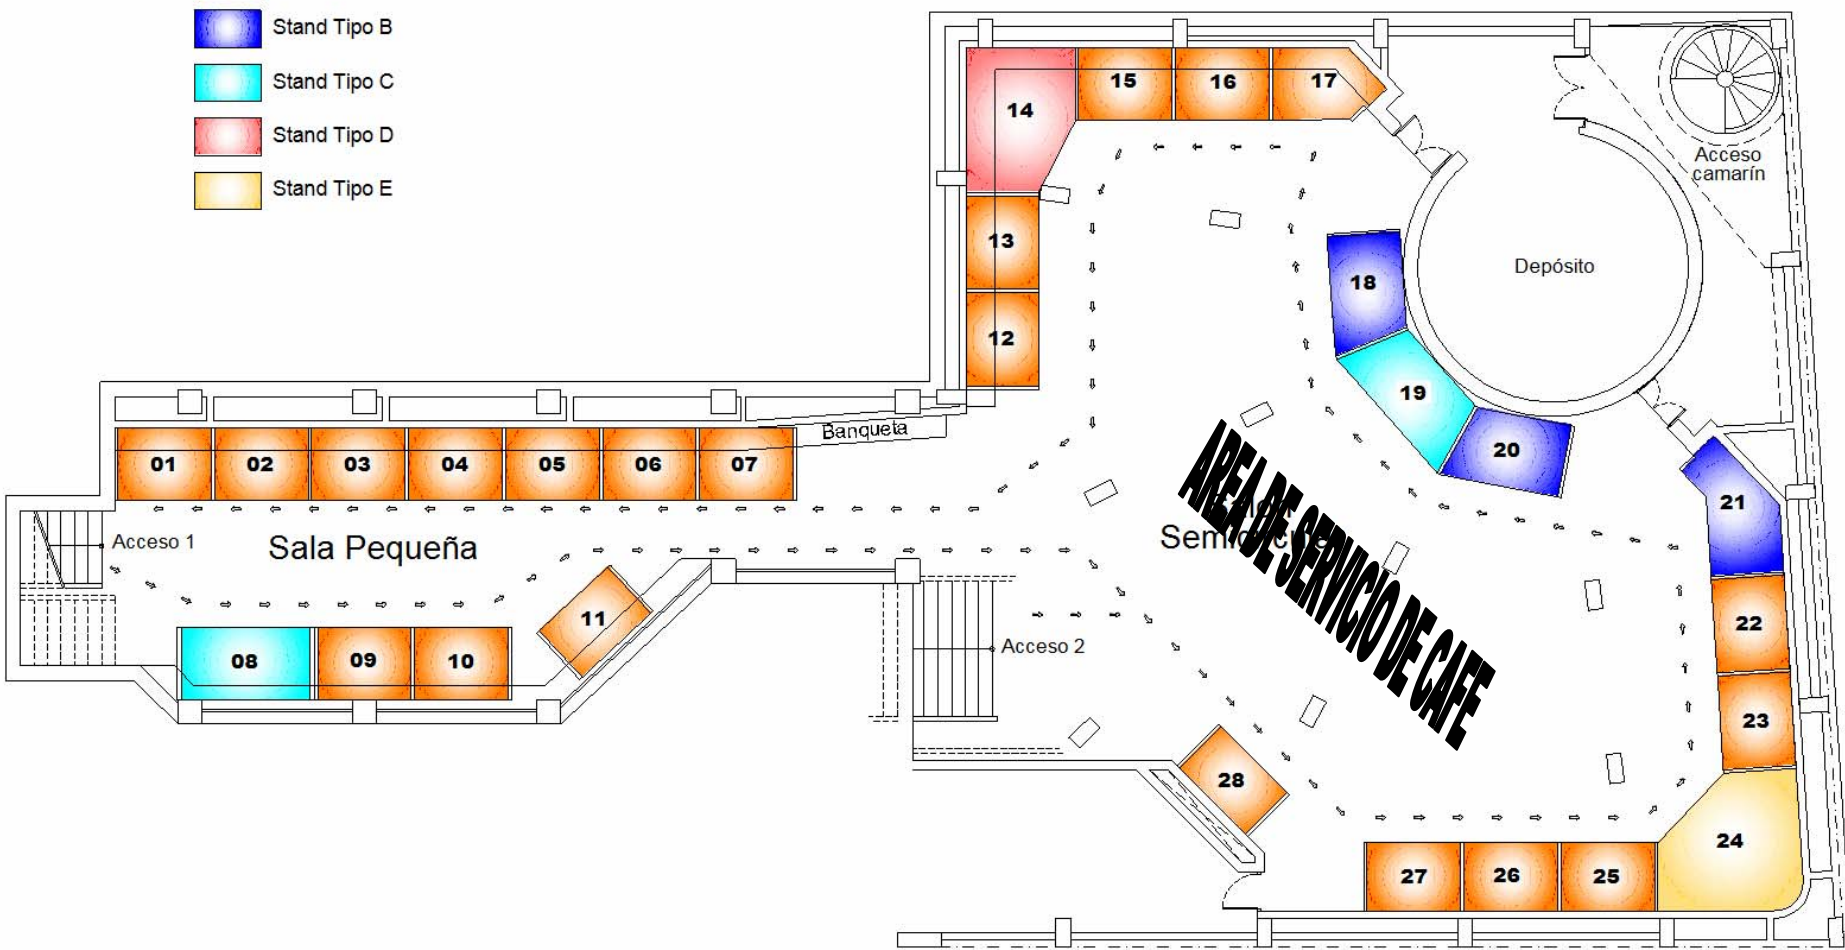 Stand Tipo B
Stand Tipo C
Stand Tipo D
Stand Tipo E
14
15
16
17
Acceso
camarín
13
12
18
Depósito
19
20
21
Banqueta
01
02
03
04
05
06
07
Acceso 1
Sala Pequeña
AREA DE SERVICIO DE CAFE
11
08
09
10
Acceso 2
22
23
28
24
27
26
25